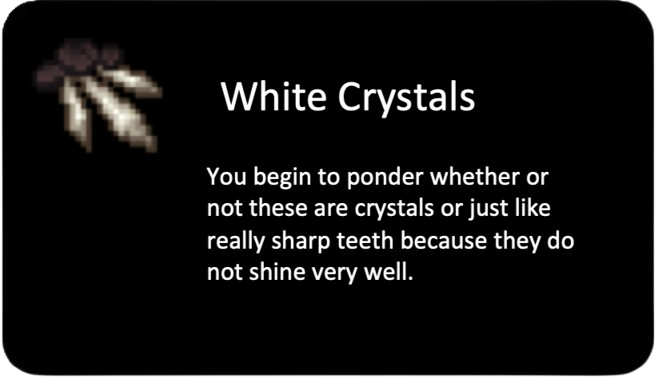 White Crystals
You begin to ponder whether or
not these are crystals or just like
really sharp teeth because they do
not shine very well.